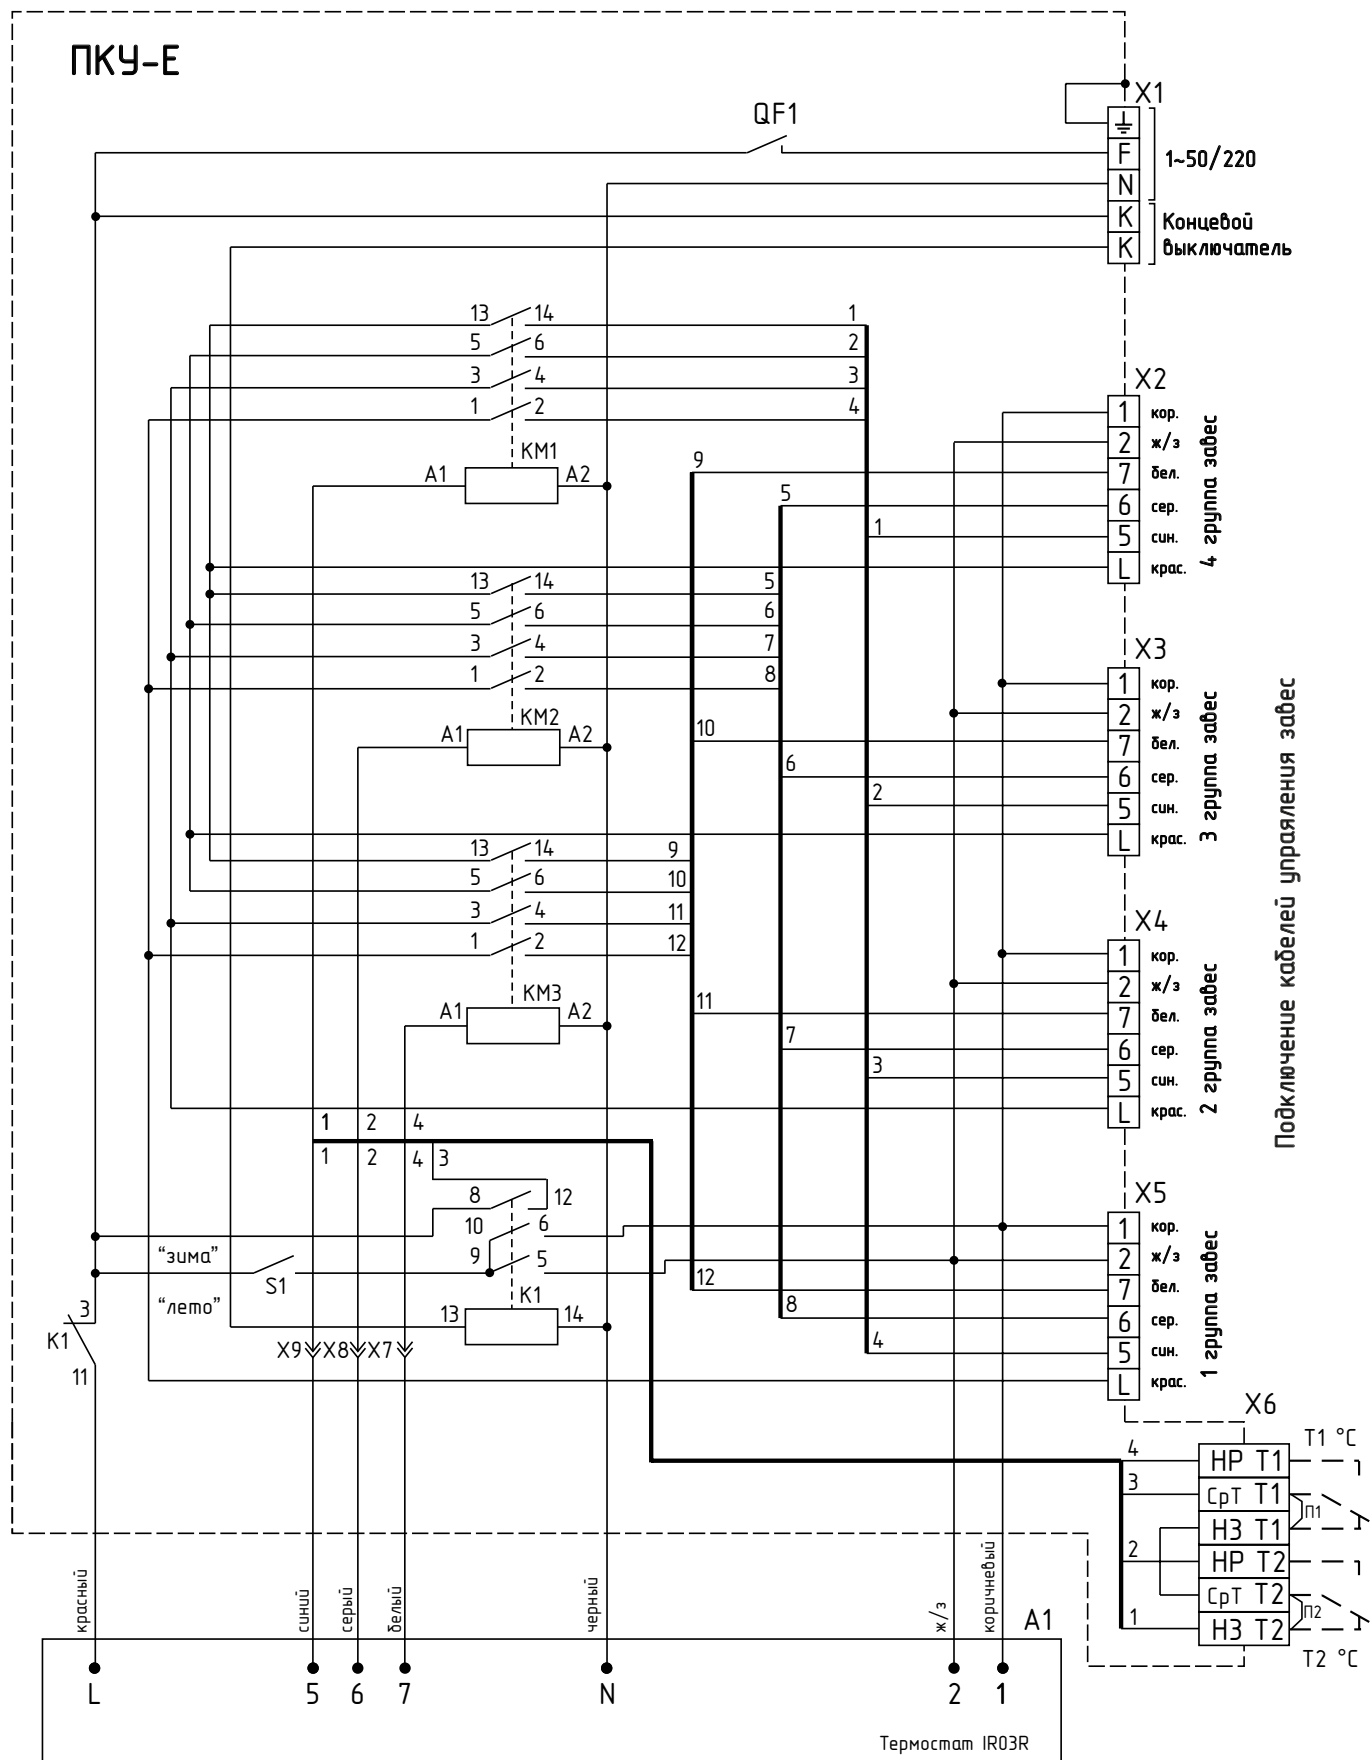 ПКУ-Е
X1
QF1
F
N
K
K
1~50/220
Концевой
выключатель
13 14 1
5 6 2
3 4 3
1 2 4
KM1
A1 A2
9
5
1
X2
1 кор.
2 ж/з
7 бел.
6 сер.
5 син.
L крас.
4 группа завес
13 14 5
5 6 6
3 4 7
1 2 8
KM2
A1 A2
10
6
2
X3
1 кор.
2 ж/з
7 бел.
6 сер.
5 син.
L крас.
3 группа завес
Подключение кабелей упраяления завес
13 14 9
5 6 10
3 4 11
1 2 12
KM3
A1 A2
11
7
3
X4
1 кор.
2 ж/з
7 бел.
6 сер.
5 син.
L крас.
2 группа завес
1 2 4
1 2 4 3
8 12
10 6
9 5
"зима"
S1
"лето"
K1
13 14
3
K1
11
X9 X8 X7
12
8
4
X5
1 кор.
2 ж/з
7 бел.
6 сер.
5 син.
L крас.
1 группа завес
X6
T1 °C
4 НР T1
3 СрТ T1
П1
НЗ T1
2 НР T2
СрТ T2
П2
1 НЗ T2
T2 °C
красный
синий
серый
белый
черный
ж/з
коричневый
A1
L 5 6 7 N 2 1
Термостат IR03R